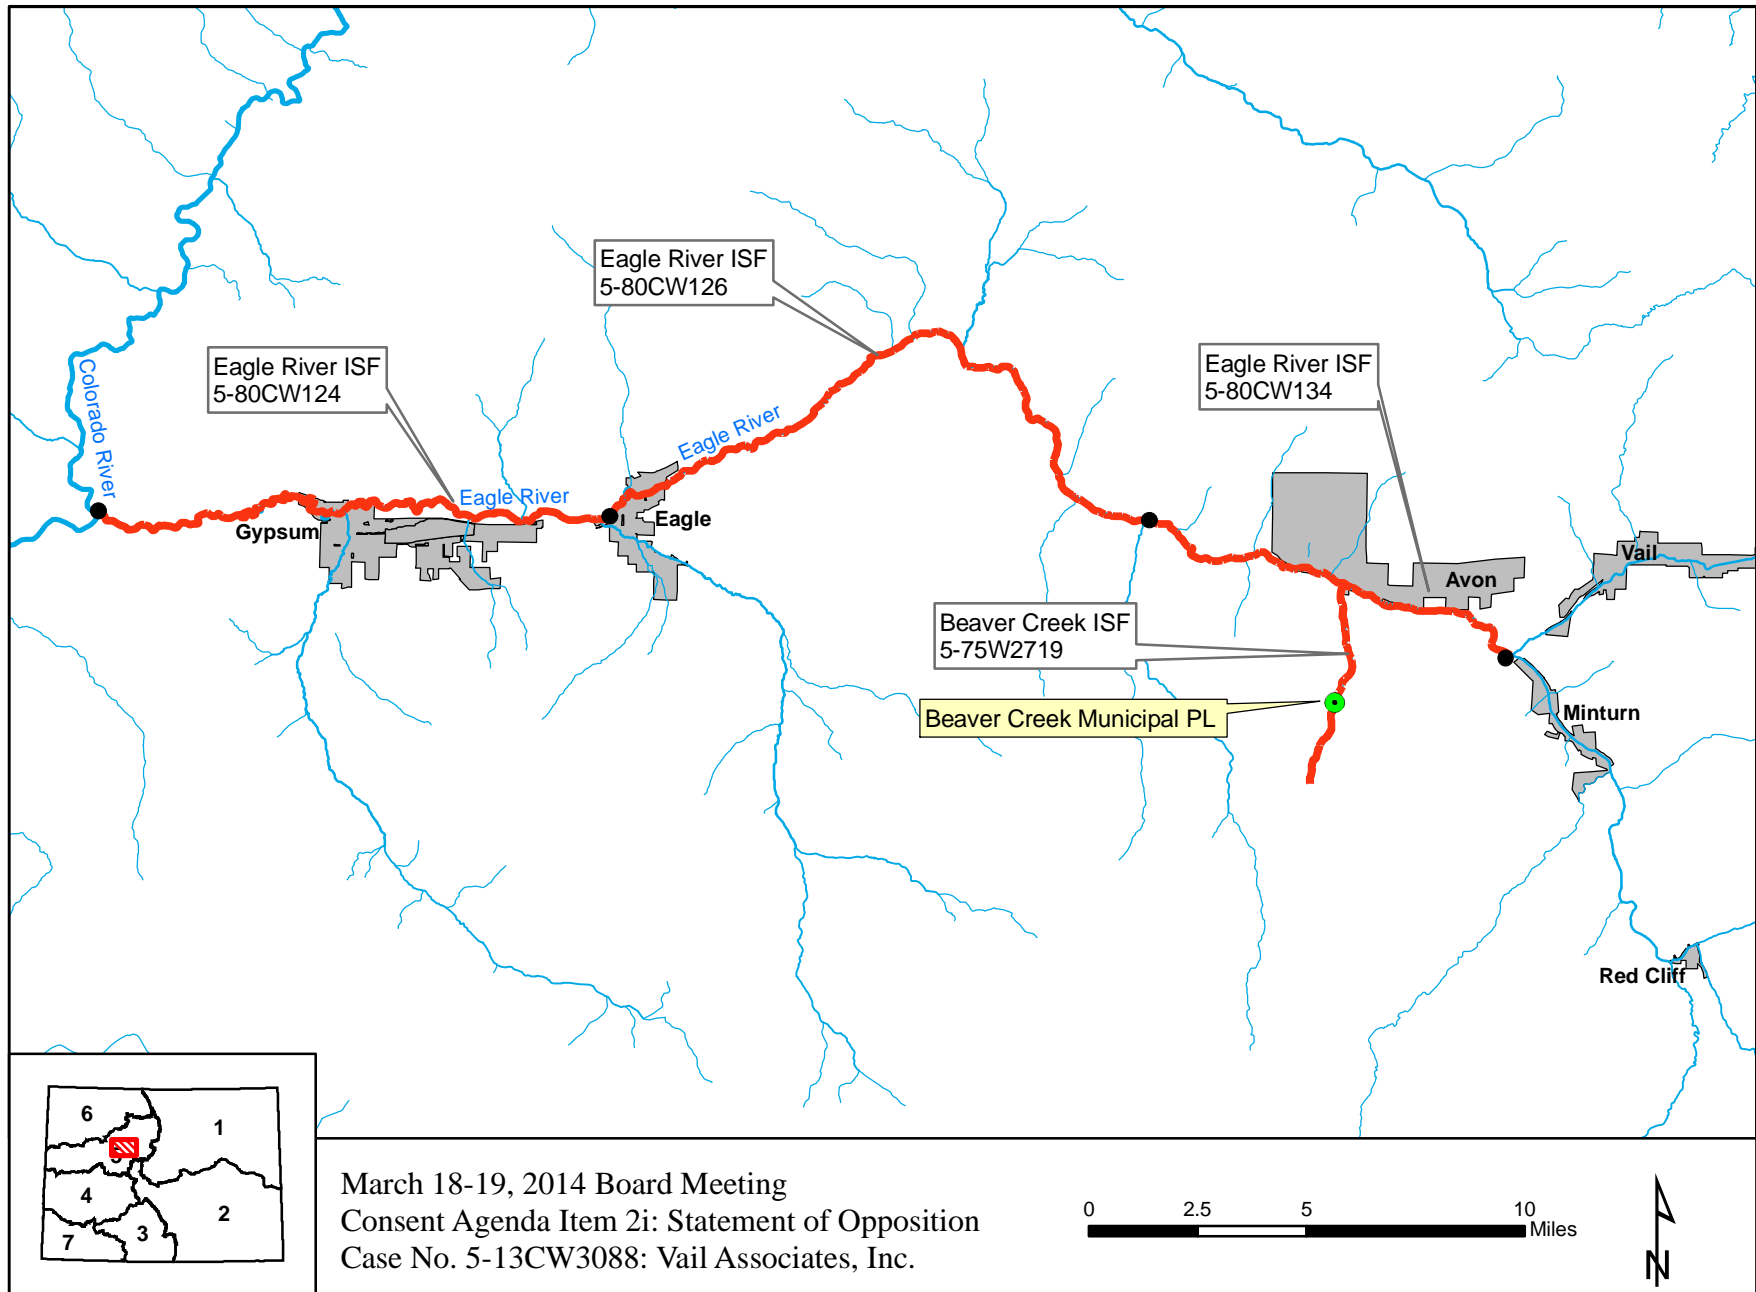 Eagle River ISF
5-80CW126
Eagle River ISF
5-80CW124
Eagle River ISF
5-80CW134
Colorado River
Eagle River
Eagle River
Gypsum
Eagle
Vail
Avon
Beaver Creek ISF
5-75W2719
Beaver Creek Municipal PL
Minturn
Red Cliff
6
1
5
4
2
3
7
March 18-19, 2014 Board Meeting
Consent Agenda Item 2i: Statement of Opposition
Case No. 5-13CW3088: Vail Associates, Inc.
0 2.5 5 10
Miles
N